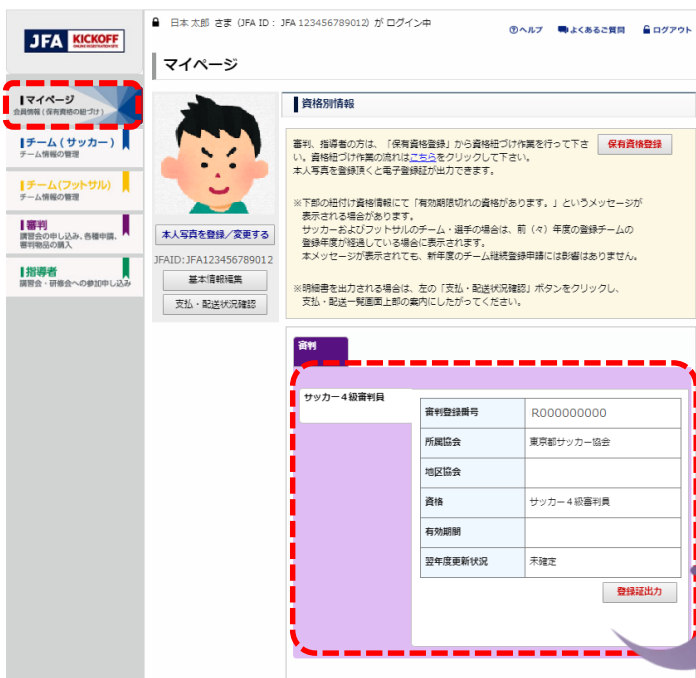 JFA KICKOFF
ONLINE REGISTRATION SITE
日本 太郎 さま (JFA ID : JFA 123456789012) が ログイン中
ヘルプ よくあるご質問 ログアウト
マイページ
マイページ
会員情報 ( 保有資格の紐づけ )
チーム ( サッカー )
チーム情報の管理
チーム(フットサル)
チーム情報の管理
審判
講習会の申し込み、各種申請、
審判物品の購入
指導者
講習会・研修会への参加申し込み
本人写真を登録／変更する
JFAID:JFA123456789012
基本情報編集
支払・配送状況確認
資格別情報
審判、指導者の方は、「保有資格登録」から資格紐づけ作業を行って下さ
い。資格紐づけ作業の流れはこちらをクリックして下さい。
本人写真を登録頂くと電子登録証が出力できます。
保有資格登録
※下部の紐付け資格情報にて「有効期限切れの資格があります。」というメッセージが
表示される場合があります。
サッカーおよびフットサルのチーム・選手の場合は、前（々）年度の登録チームの
登録年度が経過している場合に表示されます。
本メッセージが表示されても、新年度のチーム継続登録申請には影響はありません。
※明細書を出力される場合は、左の「支払・配送状況確認」ボタンをクリックし、
支払・配送一覧画面上部の案内にしたがってください。
審判
サッカー４級審判員
審判登録番号 R000000000
所属協会 東京都サッカー協会
地区協会
資格 サッカー４級審判員
有効期間
翌年度更新状況 未確定
登録証出力